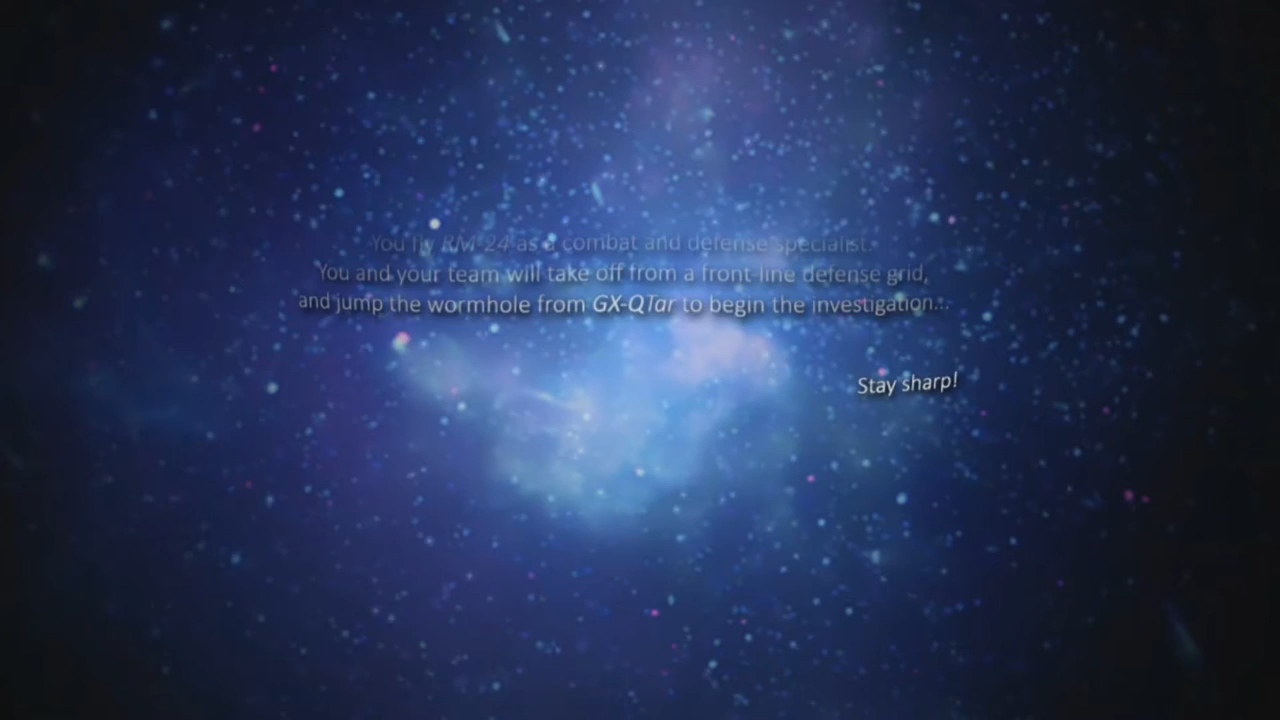 You fly RM-24 as a combat and defense specialist.
You and your team will take off from a front-line defense grid,
and jump the wormhole from GX-QTar to begin the investigation...
Stay sharp!